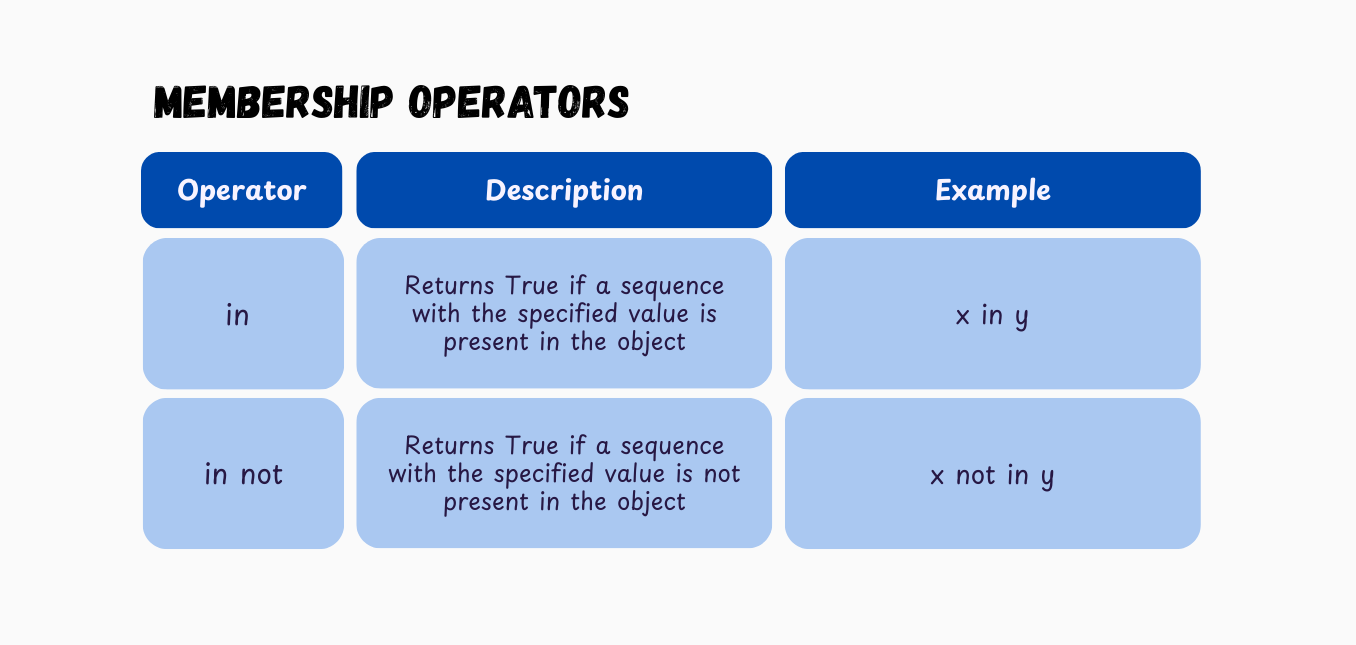 MEMBERSHIP OPERATORS
Operator
Description
Example
in
Returns True if a sequence
with the specified value is
present in the object
x in y
in not
Returns True if a sequence
with the specified value is not
present in the object
x not in y